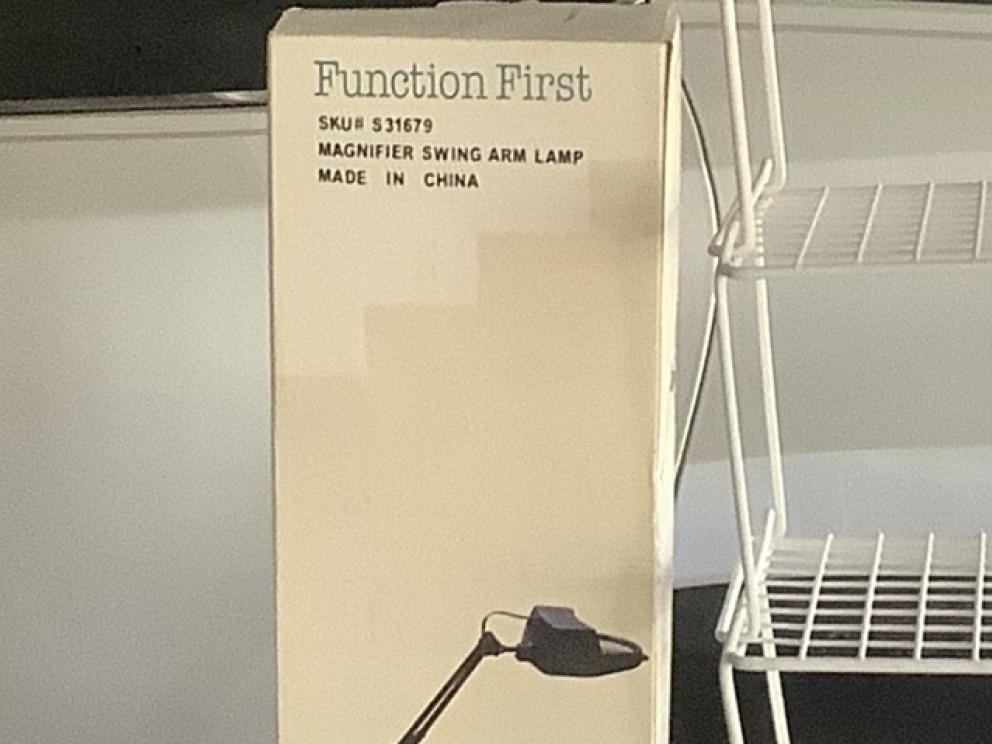 Function First
SKU# S31679
MAGNIFIER SWING ARM LAMP
MADE IN CHINA